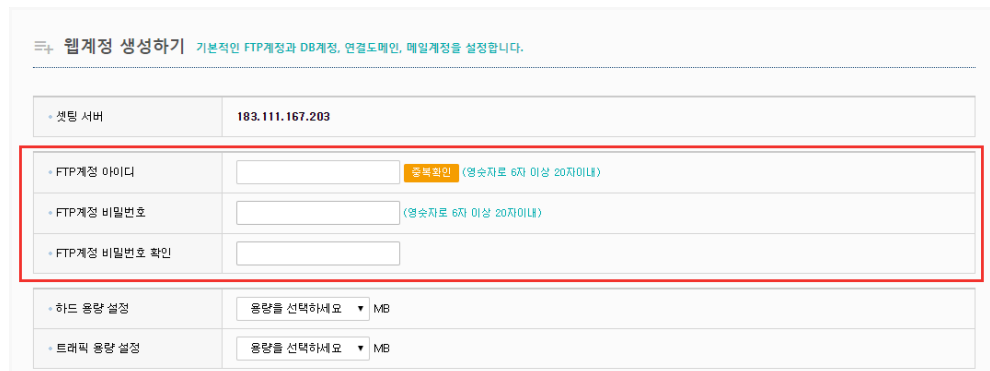 웹계정 생성하기 기본적인 FTP계정과 DB계정, 연결도메인, 메일계정을 설정합니다.
셋팅 서버 183.111.167.203
FTP계정 아이디 중복확인 (영숫자로 6자 이상 20자이내)
FTP계정 비밀번호 (영숫자로 6자 이상 20자이내)
FTP계정 비밀번호 확인
하드 용량 설정 용량을 선택하세요 ▼ MB
트래픽 용량 설정 용량을 선택하세요 ▼ MB